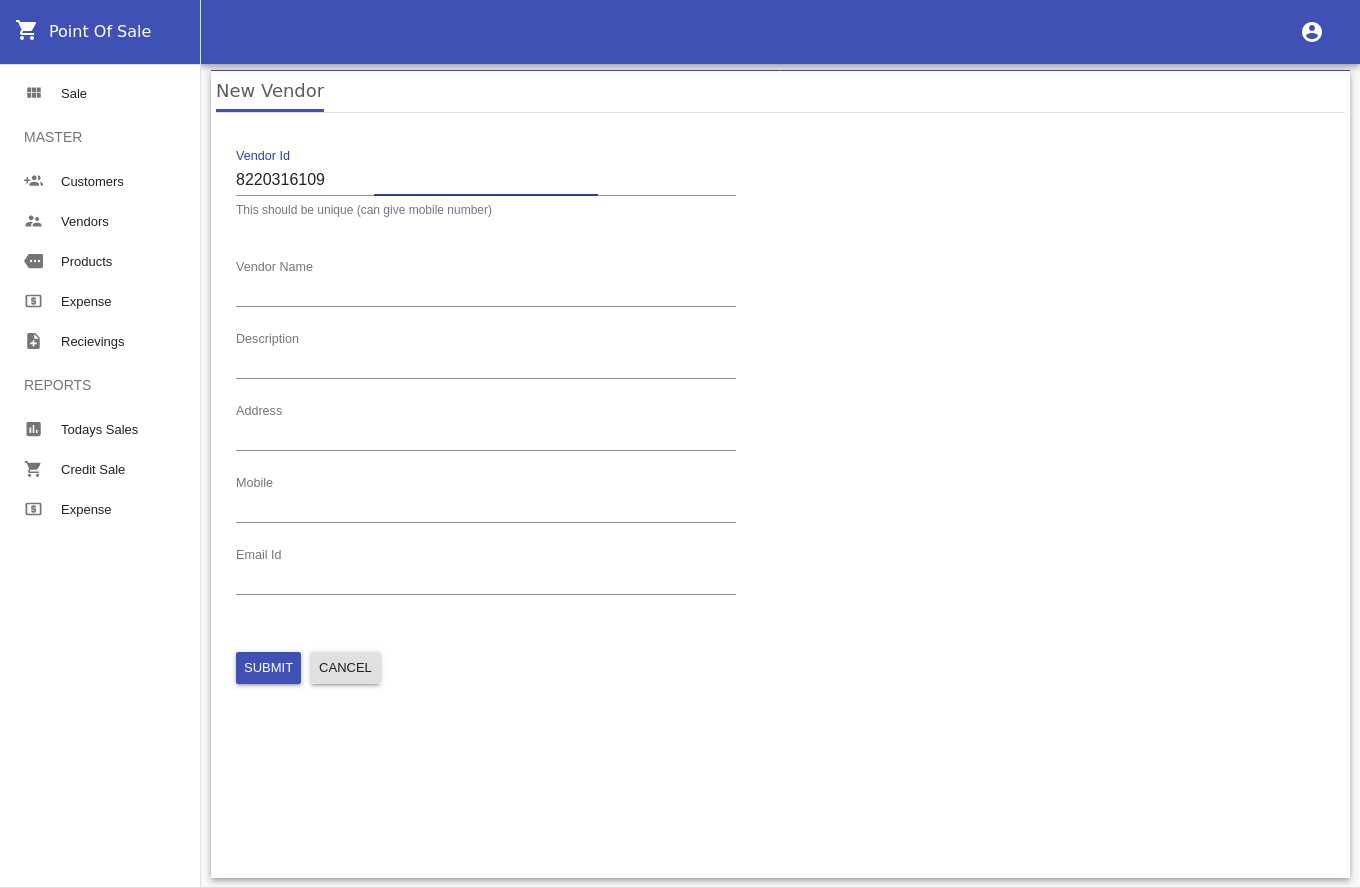 Point Of Sale
Sale
MASTER
Customers
Vendors
Products
Expense
Recievings
REPORTS
Todays Sales
Credit Sale
Expense
New Vendor
Vendor Id
8220316109
This should be unique (can give mobile number)
Vendor Name
Description
Address
Mobile
Email Id
SUBMIT CANCEL